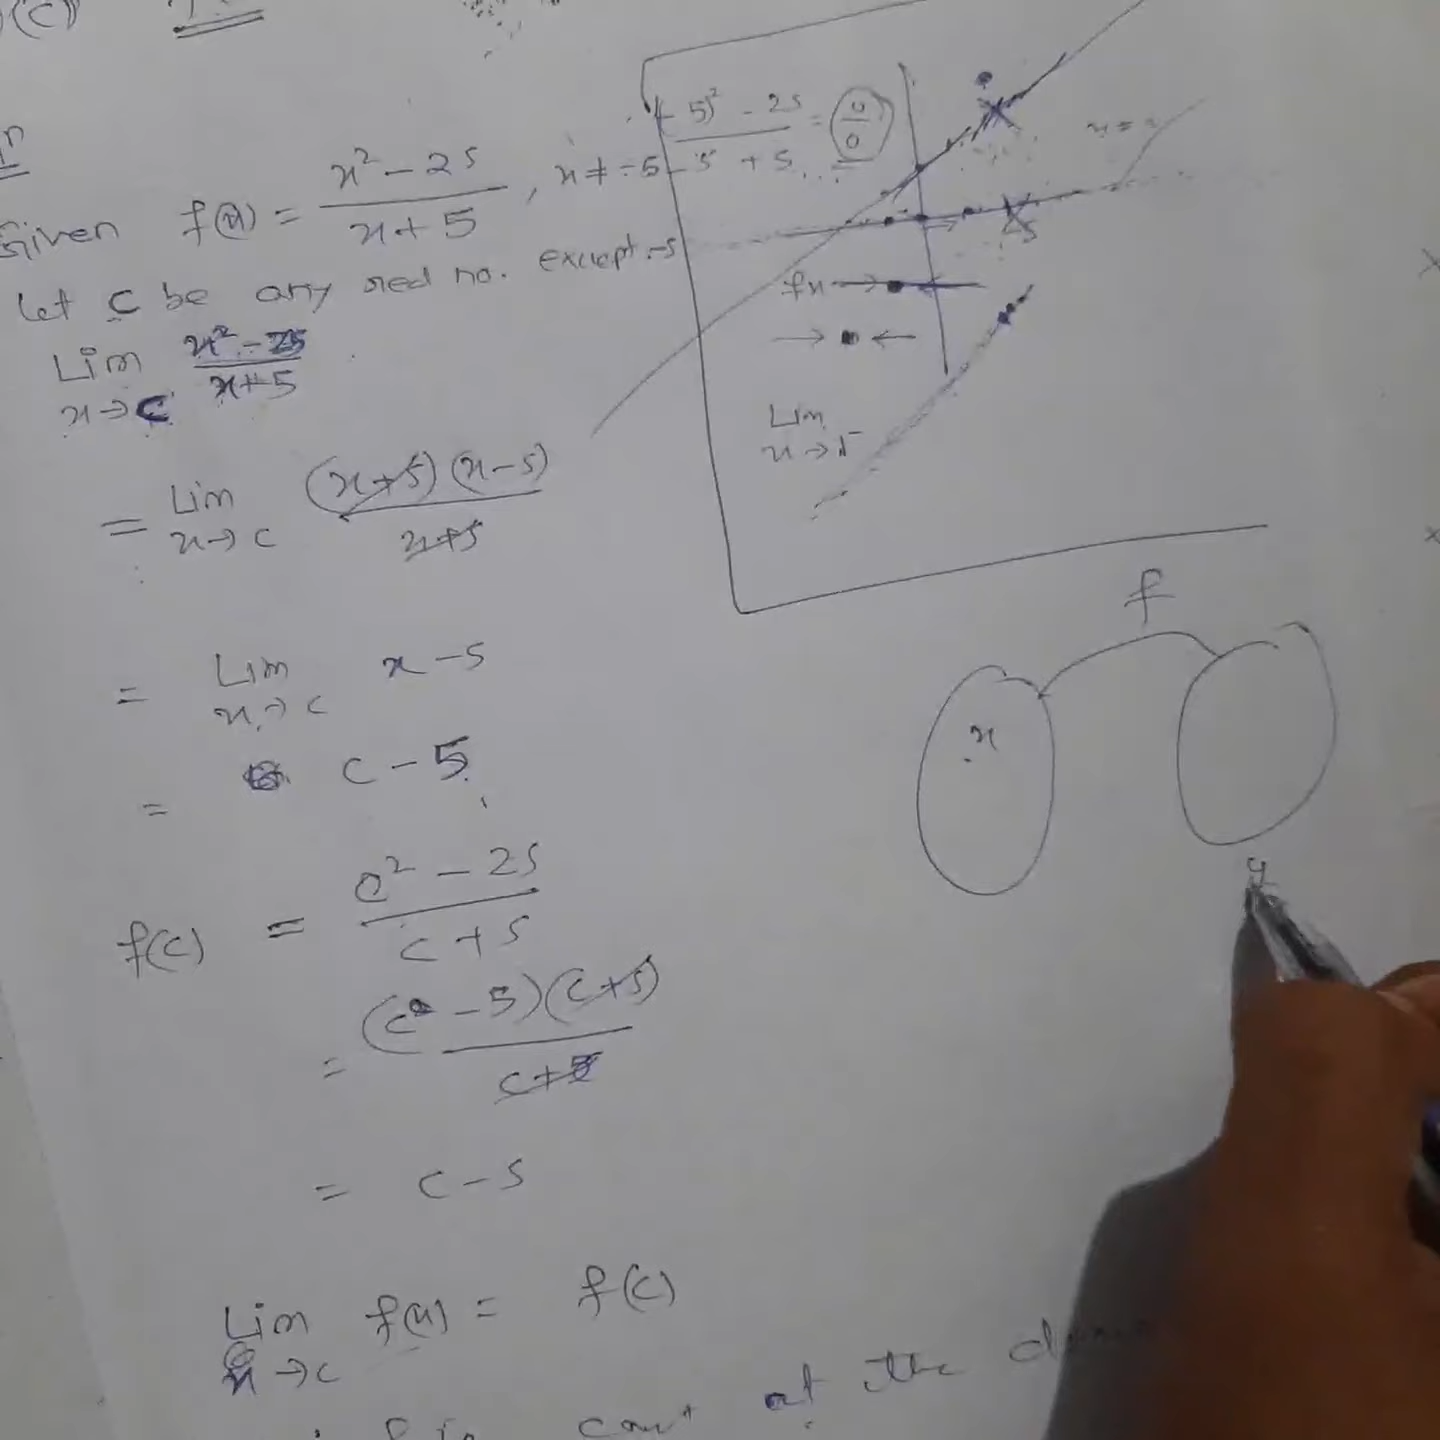 Given f(x) = x² - 25 / x + 5 , x ≠ -5
Let c be any real no. except -5
Lim x→c x² - 25 / x + 5
= Lim x→c (x+5)(x-5) / x+5
= Lim x→c x - 5
= c - 5
f(c) = c² - 25 / c + 5
= (c - 5)(c + 5) / c + 5
= c - 5
Lim x→c f(x) = f(c)
cont at the
(-5)² - 25 / -5 + 5 = 0/0
fx
Lim
f
x
y